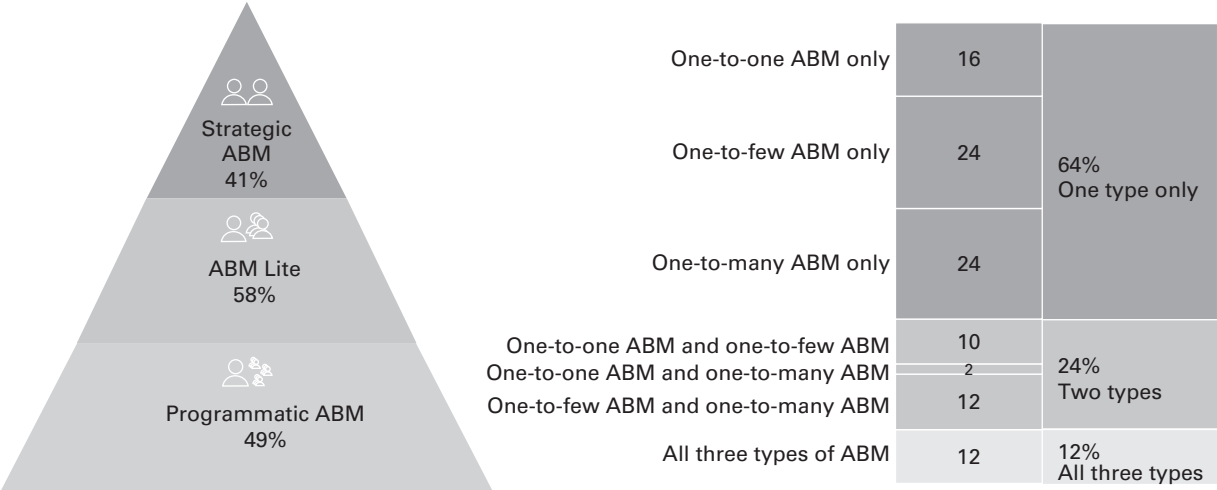 Strategic
ABM
41%
ABM Lite
58%
Programmatic ABM
49%
One-to-one ABM only
16
One-to-few ABM only
24
One-to-many ABM only
24
64%
One type only
One-to-one ABM and one-to-few ABM
10
One-to-one ABM and one-to-many ABM
2
One-to-few ABM and one-to-many ABM
12
24%
Two types
All three types of ABM
12
12%
All three types